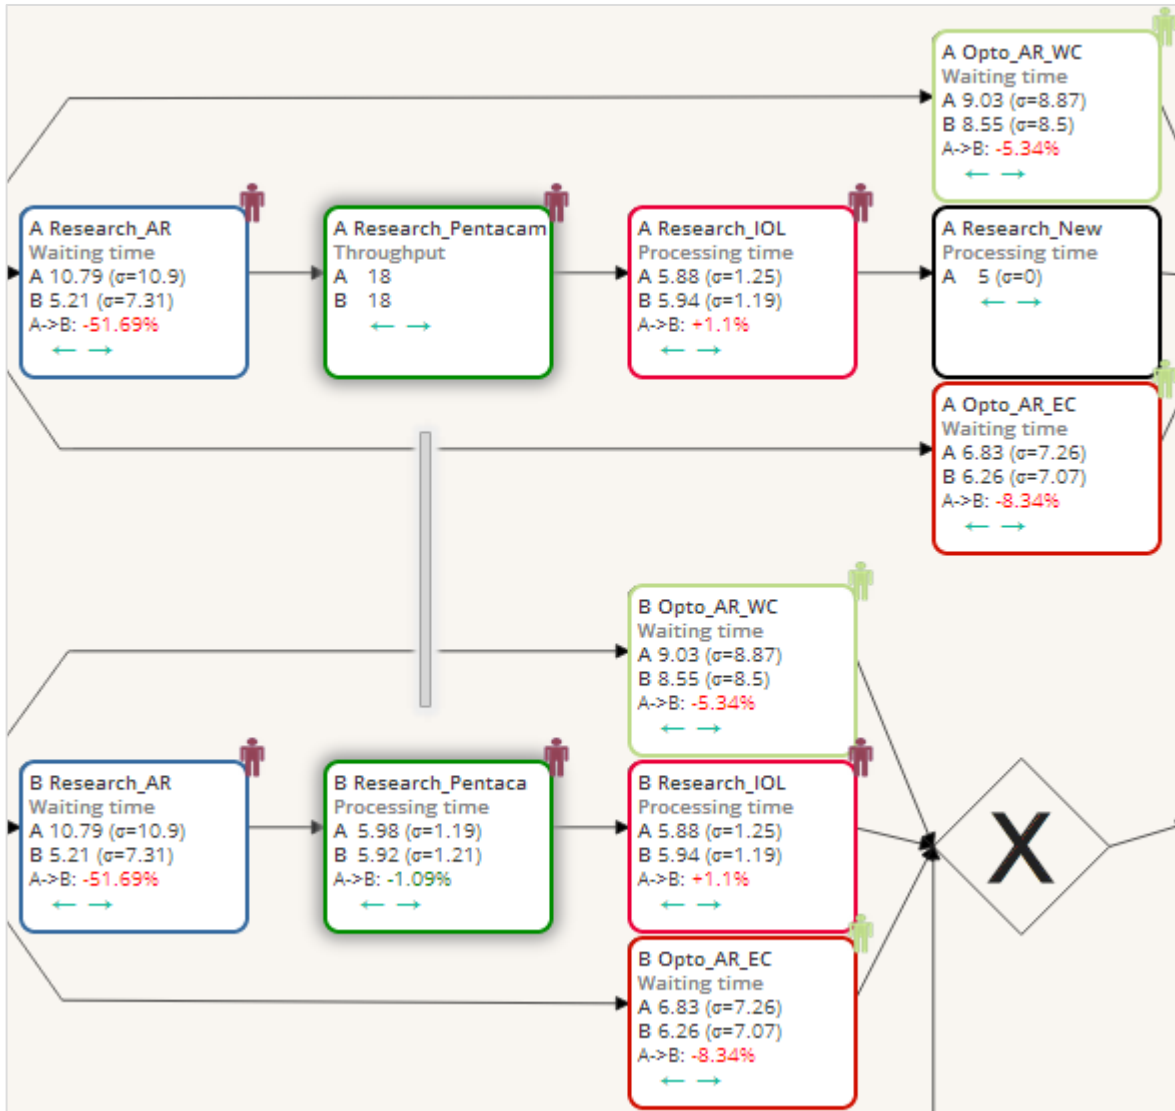 A Opto_AR_WC
Waiting time
A 9.03 (σ=8.87)
B 8.55 (σ=8.5)
A->B: -5.34%
← →
A Research_AR
Waiting time
A 10.79 (σ=10.9)
B 5.21 (σ=7.31)
A->B: -51.69%
← →
A Research_Pentacam
Throughput
A 18
B 18
← →
A Research_IOL
Processing time
A 5.88 (σ=1.25)
B 5.94 (σ=1.19)
A->B: +1.1%
← →
A Research_New
Processing time
A 5 (σ=0)
← →
A Opto_AR_EC
Waiting time
A 6.83 (σ=7.26)
B 6.26 (σ=7.07)
A->B: -8.34%
← →
B Opto_AR_WC
Waiting time
A 9.03 (σ=8.87)
B 8.55 (σ=8.5)
A->B: -5.34%
← →
B Research_AR
Waiting time
A 10.79 (σ=10.9)
B 5.21 (σ=7.31)
A->B: -51.69%
← →
B Research_Pentaca
Processing time
A 5.98 (σ=1.19)
B 5.92 (σ=1.21)
A->B: -1.09%
← →
B Research_IOL
Processing time
A 5.88 (σ=1.25)
B 5.94 (σ=1.19)
A->B: +1.1%
← →
X
B Opto_AR_EC
Waiting time
A 6.83 (σ=7.26)
B 6.26 (σ=7.07)
A->B: -8.34%
← →